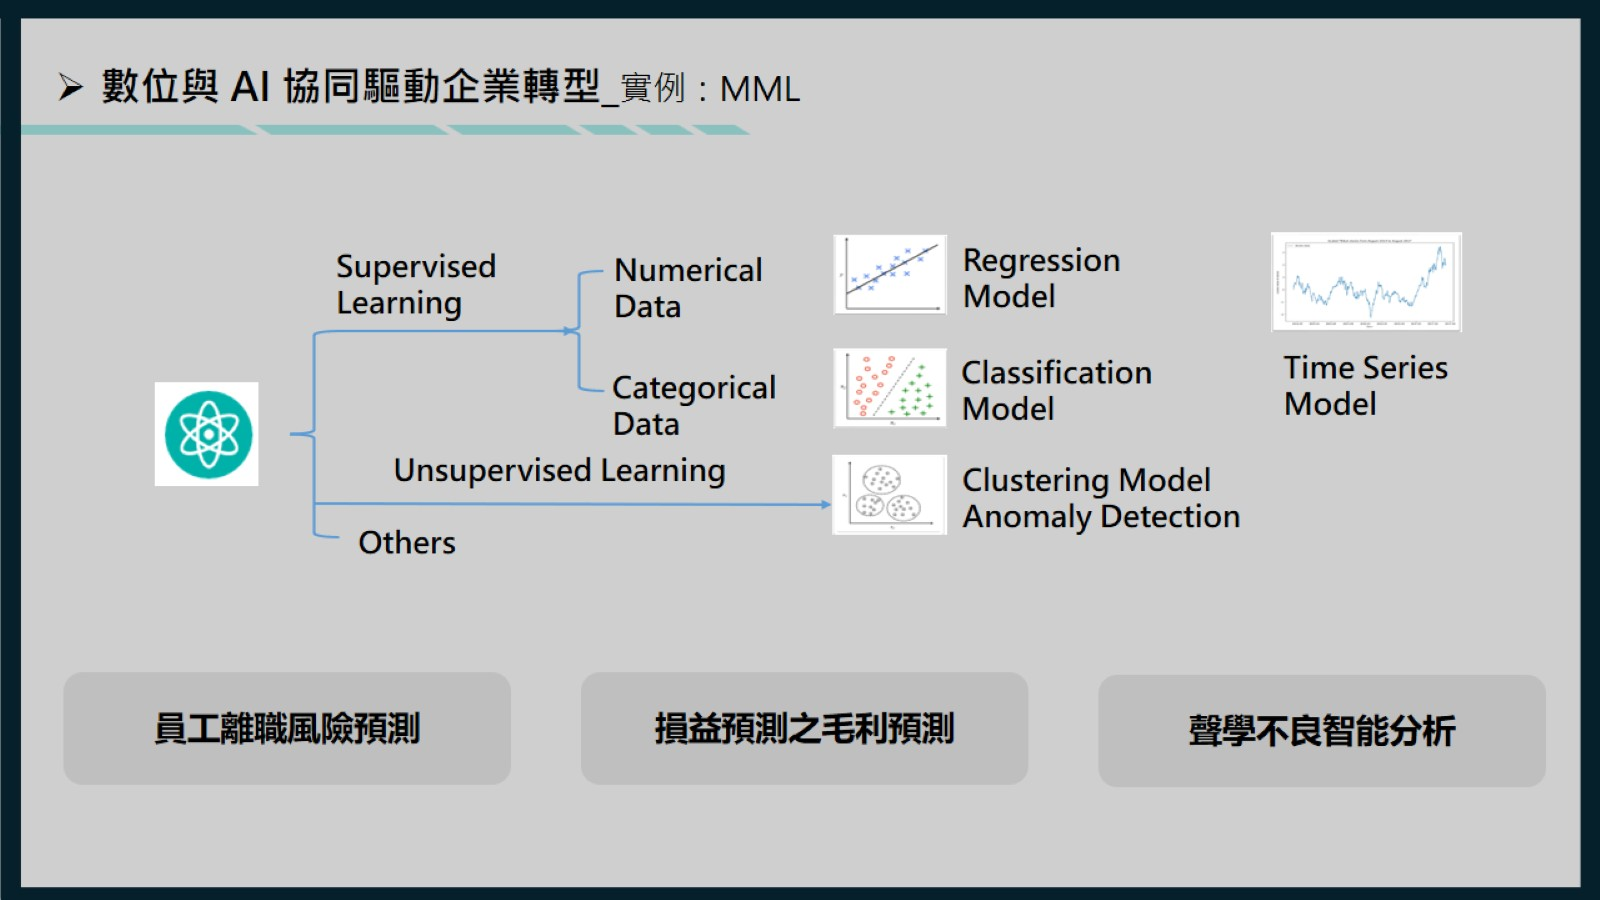 數位與 AI 協同驅動企業轉型_實例：MML
Supervised
Learning
Numerical
Data
Categorical
Data
Unsupervised Learning
Others
Regression
Model
Classification
Model
Clustering Model
Anomaly Detection
Time Series
Model
員工離職風險預測
損益預測之毛利預測
聲學不良智能分析